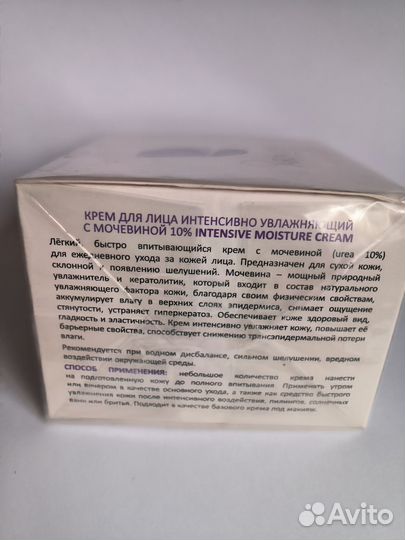 КРЕМ ДЛЯ ЛИЦА ИНТЕНСИВНО УВЛАЖНЯЮЩИЙ
С МОЧЕВИНОЙ 10% INTENSIVE MOISTURE CREAM
Лёгкий быстро впитывающийся крем с мочевиной (urea 10%)
для ежедневного ухода за кожей лица. Предназначен для сухой кожи,
склонной к появлению шелушений. Мочевина – мощный природный
увлажнитель и кератолитик, который входит в состав натурального
увлажняющего фактора кожи, благодаря своим физическим свойствам,
аккумулирует влагу в верхних слоях эпидермиса, снимает ощущение
стянутости, устраняет гиперкератоз. Обеспечивает коже здоровый вид,
гладкость и эластичность. Крем интенсивно увлажняет кожу, повышает её
барьерные свойства, способствует снижению трансэпидермальной потери
влаги.
Рекомендуется при водном дисбалансе, сильном шелушении, вредном
воздействии окружающей среды.
СПОСОБ ПРИМЕНЕНИЯ: небольшое количество крема нанести
на подготовленную кожу до полного впитывания. Применять утром
или вечером в качестве основного ухода, а также как средство быстрого
увлажнения кожи после интенсивного воздействия, пилингов, солнечных
ванн или бритья. Подходит в качестве базового крема под макияж.
Avito